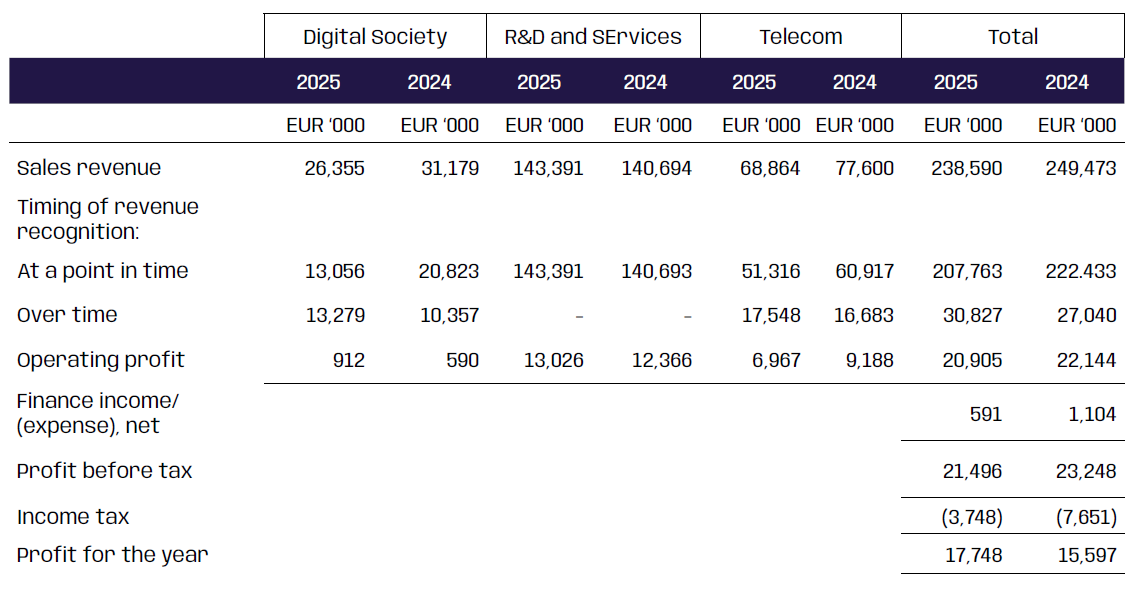 Digital Society R&D and SErvices Telecom Total
2025 2024 2025 2024 2025 2024 2025 2024
EUR ‘000 EUR ‘000 EUR ‘000 EUR ‘000 EUR ‘000 EUR ‘000 EUR ‘000 EUR ‘000
Sales revenue 26,355 31,179 143,391 140,694 68,864 77,600 238,590 249,473
Timing of revenue
recognition:
At a point in time 13,056 20,823 143,391 140,693 51,316 60,917 207,763 222.433
Over time 13,279 10,357 – – 17,548 16,683 30,827 27,040
Operating profit 912 590 13,026 12,366 6,967 9,188 20,905 22,144
Finance income/
(expense), net 591 1,104
Profit before tax 21,496 23,248
Income tax (3,748) (7,651)
Profit for the year 17,748 15,597